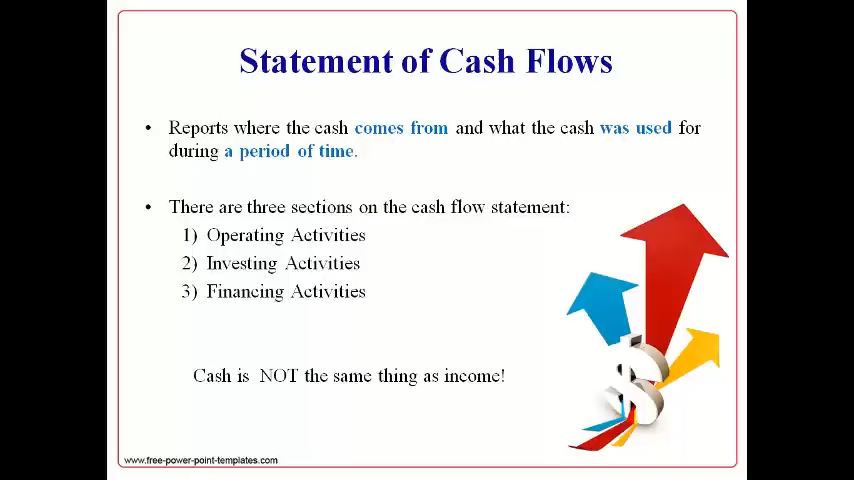 Statement of Cash Flows
• Reports where the cash comes from and what the cash was used for
during a period of time.
• There are three sections on the cash flow statement:
1) Operating Activities
2) Investing Activities
3) Financing Activities
Cash is NOT the same thing as income!
$
www.free-power-point-templates.com